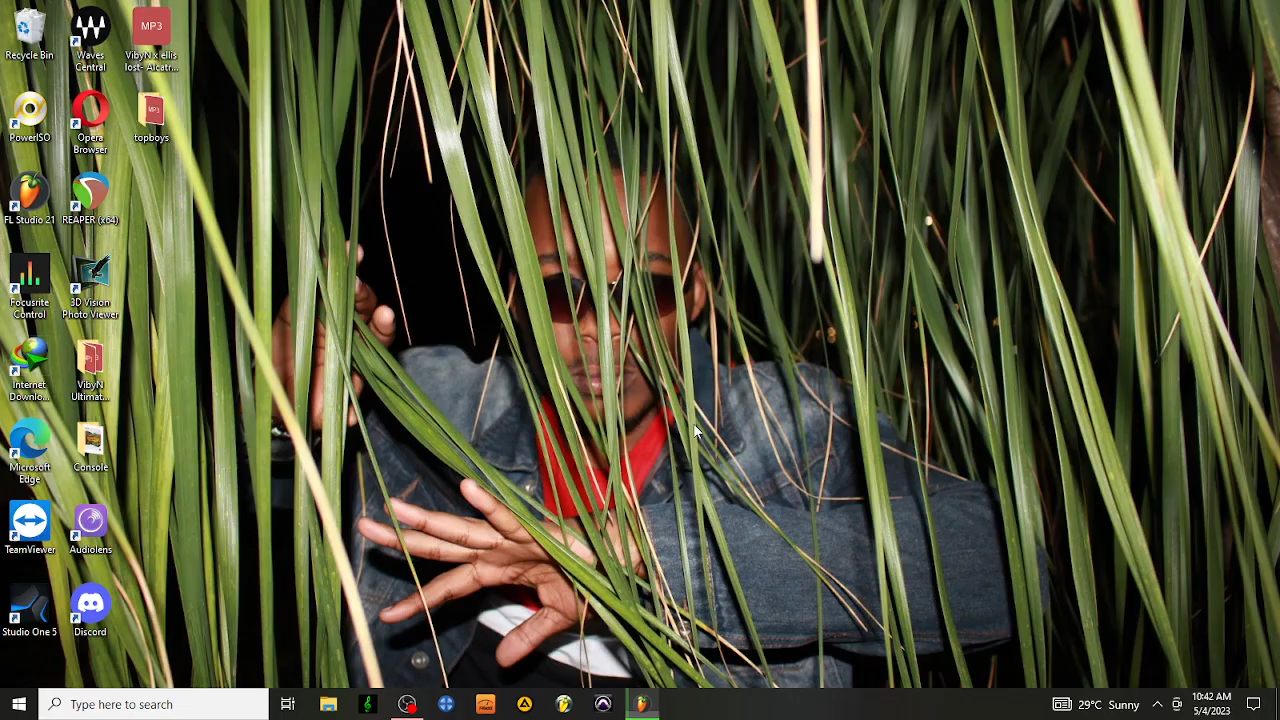 Recycle Bin
Waves
Central
MP3
VibyN x ellis
lost- Alcatr...
PowerISO
Opera
Browser
MP3
topboys
FL Studio 21
REAPER (x64)
Focusrite
Control
3D Vision
Photo Viewer
Internet
Downlo...
VibyN
Ultimat...
Microsoft
Edge
Console
TeamViewer
Audiolens
Studio One 5
Discord
Type here to search
29°C Sunny
10:42 AM
5/4/2023